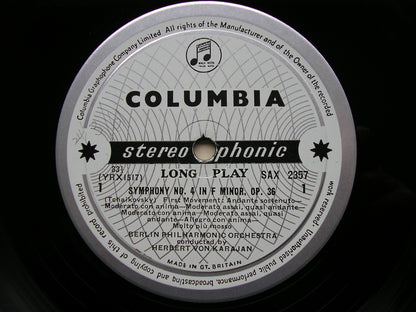 Columbia Graphophone Company Limited. All rights of the Manufacturer and of the Owner of the recorded
work reserved. Unauthorised public performance, broadcasting and copying of this record prohibited
COLUMBIA
stereophonic
33⅓
LONG PLAY
SAX 2357
(YRX1517)
1
1
SYMPHONY NO. 4 IN F MINOR, OP. 36
(Tchaikovsky) First Movement: Andante sostenuto—
Moderato con anima—Moderato assai, quasi andante—
Moderato con anima—Moderato assai, quasi
andante—Allegro con anima—
Molto più mosso
BERLIN PHILHARMONIC ORCHESTRA
conducted by
HERBERT VON KARAJAN
MADE IN GT. BRITAIN